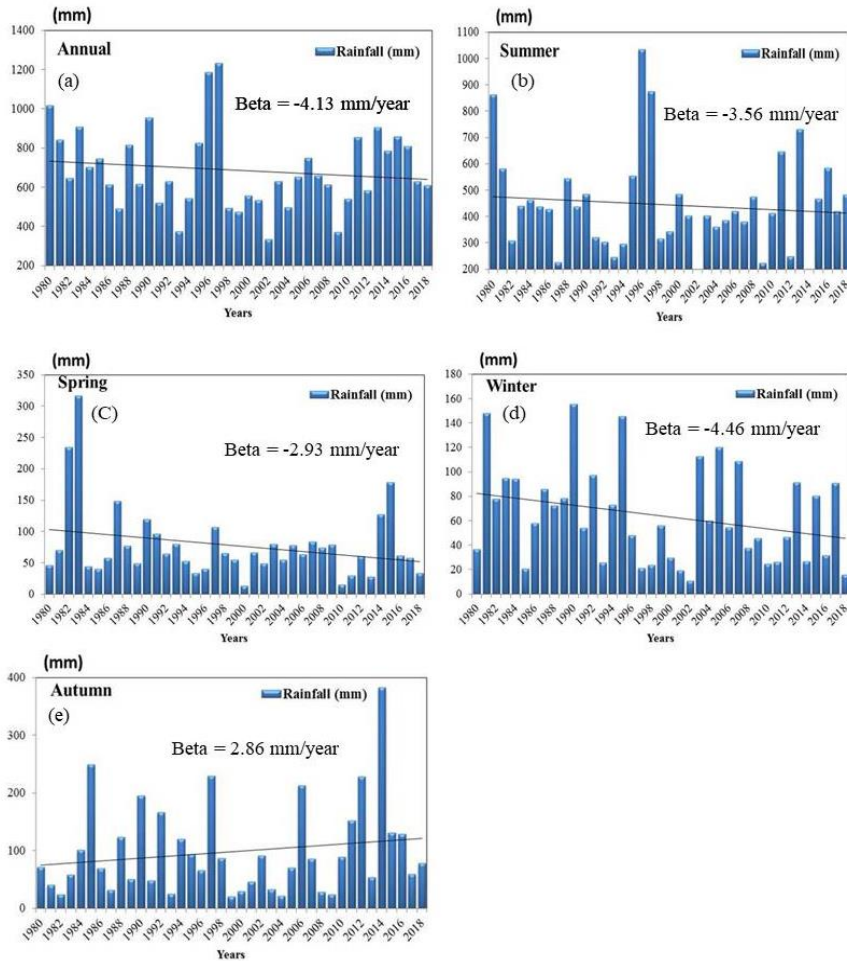 (mm)
1400
1200
1000
800
600
400
200
Annual
(a)
Rainfall (mm)
Beta = -4.13 mm/year
1980 1982 1984 1986 1988 1990 1992 1994 1996 1998 2000 2002 2004 2006 2008 2010 2012 2014 2016 2018
Years
(mm)
1100
1000
900
800
700
600
500
400
300
200
Summer
(b)
Rainfall (mm)
Beta = -3.56 mm/year
1980 1982 1984 1986 1988 1990 1992 1994 1996 1998 2000 2002 2004 2006 2008 2010 2012 2014 2016 2018
Years
(mm)
350
300
250
200
150
100
50
0
Spring
(C)
Rainfall (mm)
Beta = -2.93 mm/year
1980 1982 1984 1986 1988 1990 1992 1994 1996 1998 2000 2002 2004 2006 2008 2010 2012 2014 2016 2018
Years
(mm)
180
160
140
120
100
80
60
40
20
0
Winter
(d)
Rainfall (mm)
Beta = -4.46 mm/year
1980 1982 1984 1986 1988 1990 1992 1994 1996 1998 2000 2002 2004 2006 2008 2010 2012 2014 2016 2018
Years
(mm)
400
300
200
100
0
Autumn
(e)
Rainfall (mm)
Beta = 2.86 mm/year
1980 1982 1984 1986 1988 1990 1992 1994 1996 1998 2000 2002 2004 2006 2008 2010 2012 2014 2016 2018
Years